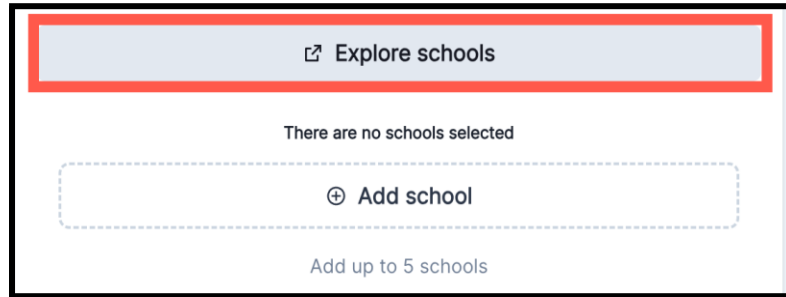 Explore schools
There are no schools selected
Add school
Add up to 5 schools